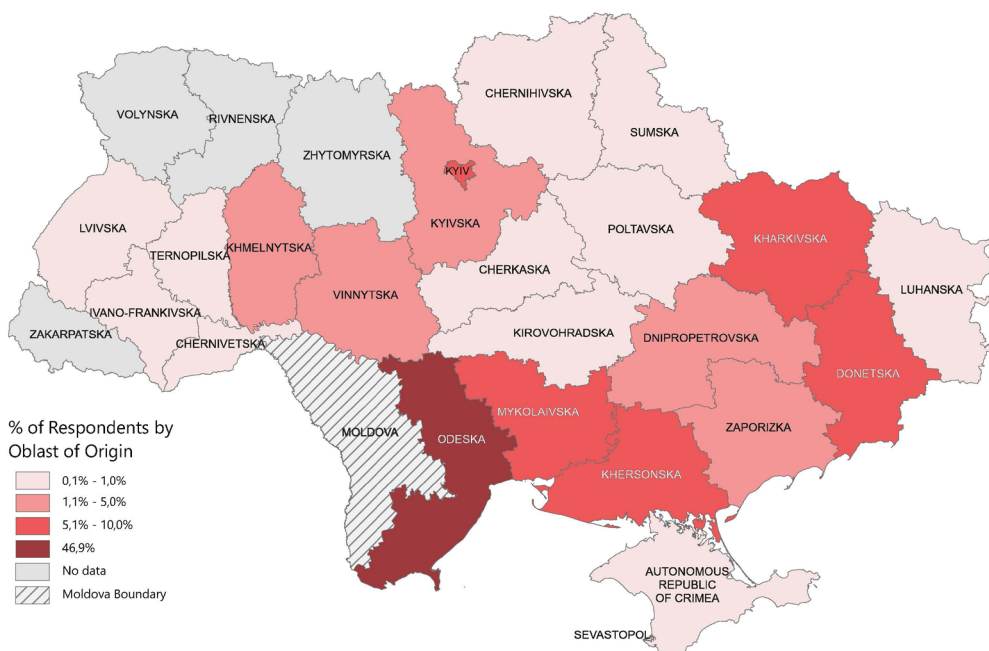 CHERNIHIVSKA
VOLYNSKA
RIVNENSKA
SUMSKA
ZHYTOMYRSKA
KYIV
LVIVSKA
KYIVSKA
POLTAVSKA
KHARKIVSKA
KHMELNYTSKA
TERNOPILSKA
CHERKASKA
LUHANSKA
VINNYTSKA
IVANO-FRANKIVSKA
ZAKARPATSKA
CHERNIVETSKA
KIROVOHRADSKA
DNIPROPETROVSKA
DONETSKA
MYKOLAIVSKA
MOLDOVA
ODESKA
ZAPORIZKA
KHERSONSKA
% of Respondents by
Oblast of Origin
0,1% - 1,0%
1,1% - 5,0%
5,1% - 10,0%
46,9%
No data
Moldova Boundary
AUTONOMOUS
REPUBLIC
OF CRIMEA
SEVASTOPOL